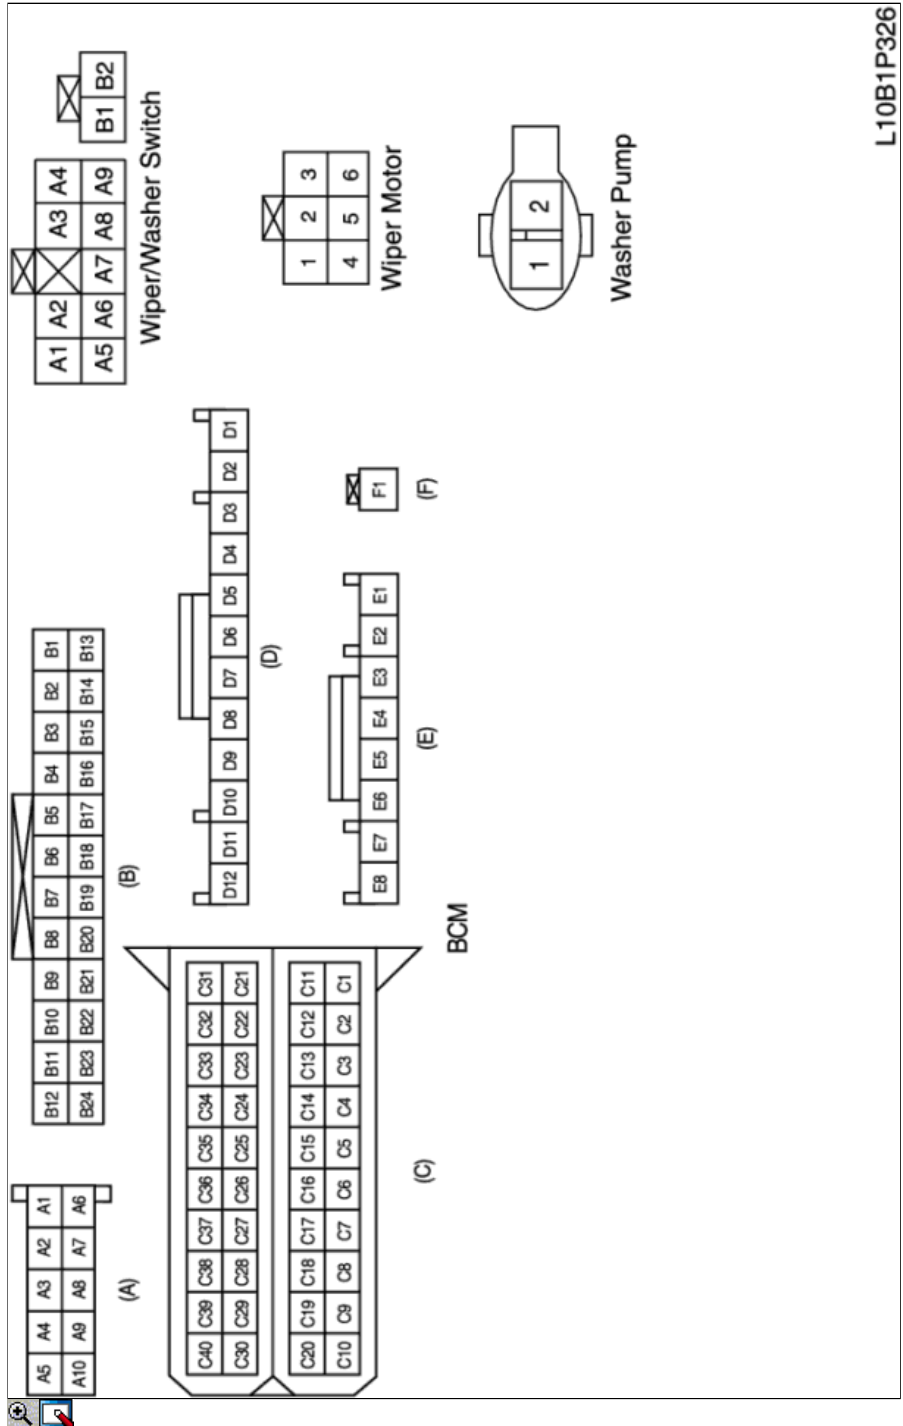 A5 A4 A3 A2 A1
A10 A9 A8 A7 A6
(A)
B12 B11 B10 B9 B8 B7 B6 B5 B4 B3 B2 B1
B24 B23 B22 B21 B20 B19 B18 B17 B16 B15 B14 B13
(B)
C40 C39 C38 C37 C36 C35 C34 C33 C32 C31
C30 C29 C28 C27 C26 C25 C24 C23 C22 C21
C20 C19 C18 C17 C16 C15 C14 C13 C12 C11
C10 C9 C8 C7 C6 C5 C4 C3 C2 C1
(C)
D12 D11 D10 D9 D8 D7 D6 D5 D4 D3 D2 D1
(D)
E8 E7 E6 E5 E4 E3 E2 E1
(E)
F1
(F)
BCM
A1 A2 A3 A4
A5 A6 A7 A8 A9
B1 B2
Wiper/Washer Switch
1 2 3
4 5 6
Wiper Motor
1 2
Washer Pump
L10B1P326